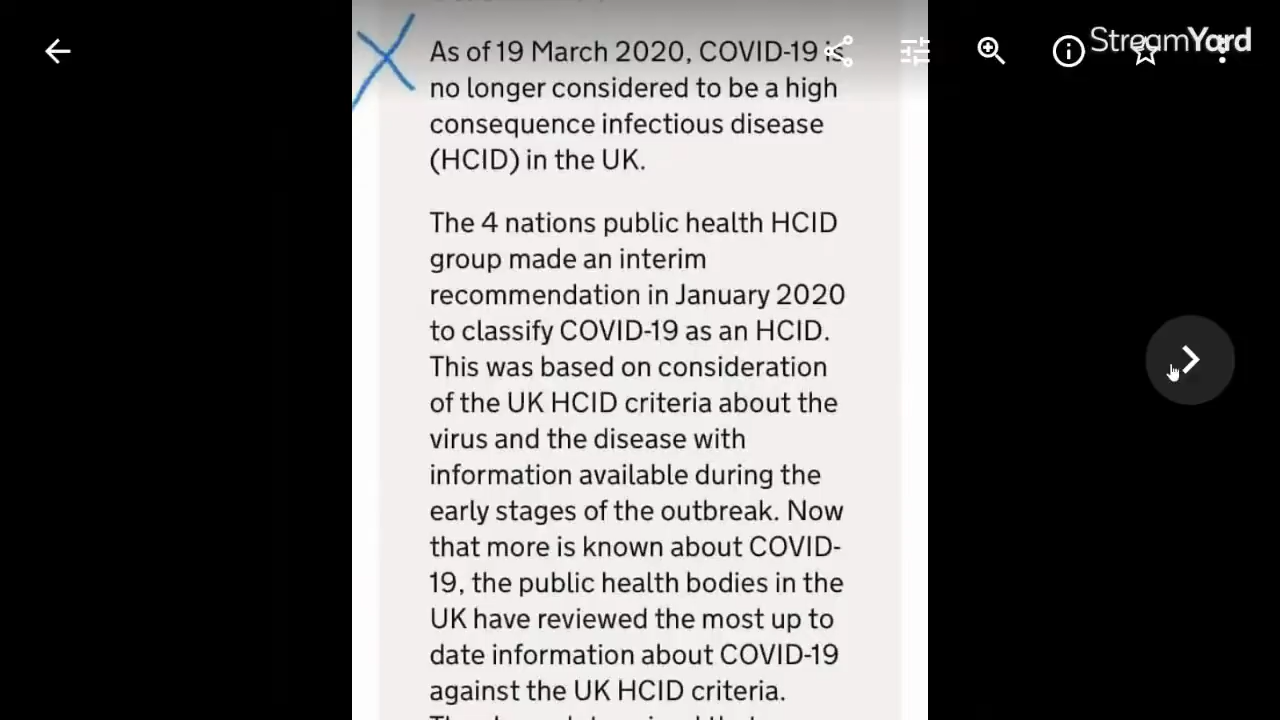 StreamYard
As of 19 March 2020, COVID-19 is
no longer considered to be a high
consequence infectious disease
(HCID) in the UK.
The 4 nations public health HCID
group made an interim
recommendation in January 2020
to classify COVID-19 as an HCID.
This was based on consideration
of the UK HCID criteria about the
virus and the disease with
information available during the
early stages of the outbreak. Now
that more is known about COVID-
19, the public health bodies in the
UK have reviewed the most up to
date information about COVID-19
against the UK HCID criteria.